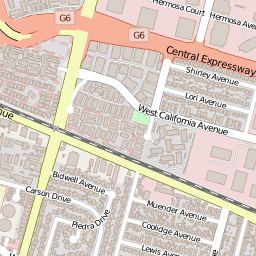 Hermosa Court
Hermosa Aven
G6
G6
Central Expressway
Shirley Avenue
Lori Avenue
West California Avenue
nue
Bidwell Avenue
Carson Drive
Piedra Drive
Muender Avenue
Coolidge Avenue
Lewis Avenue